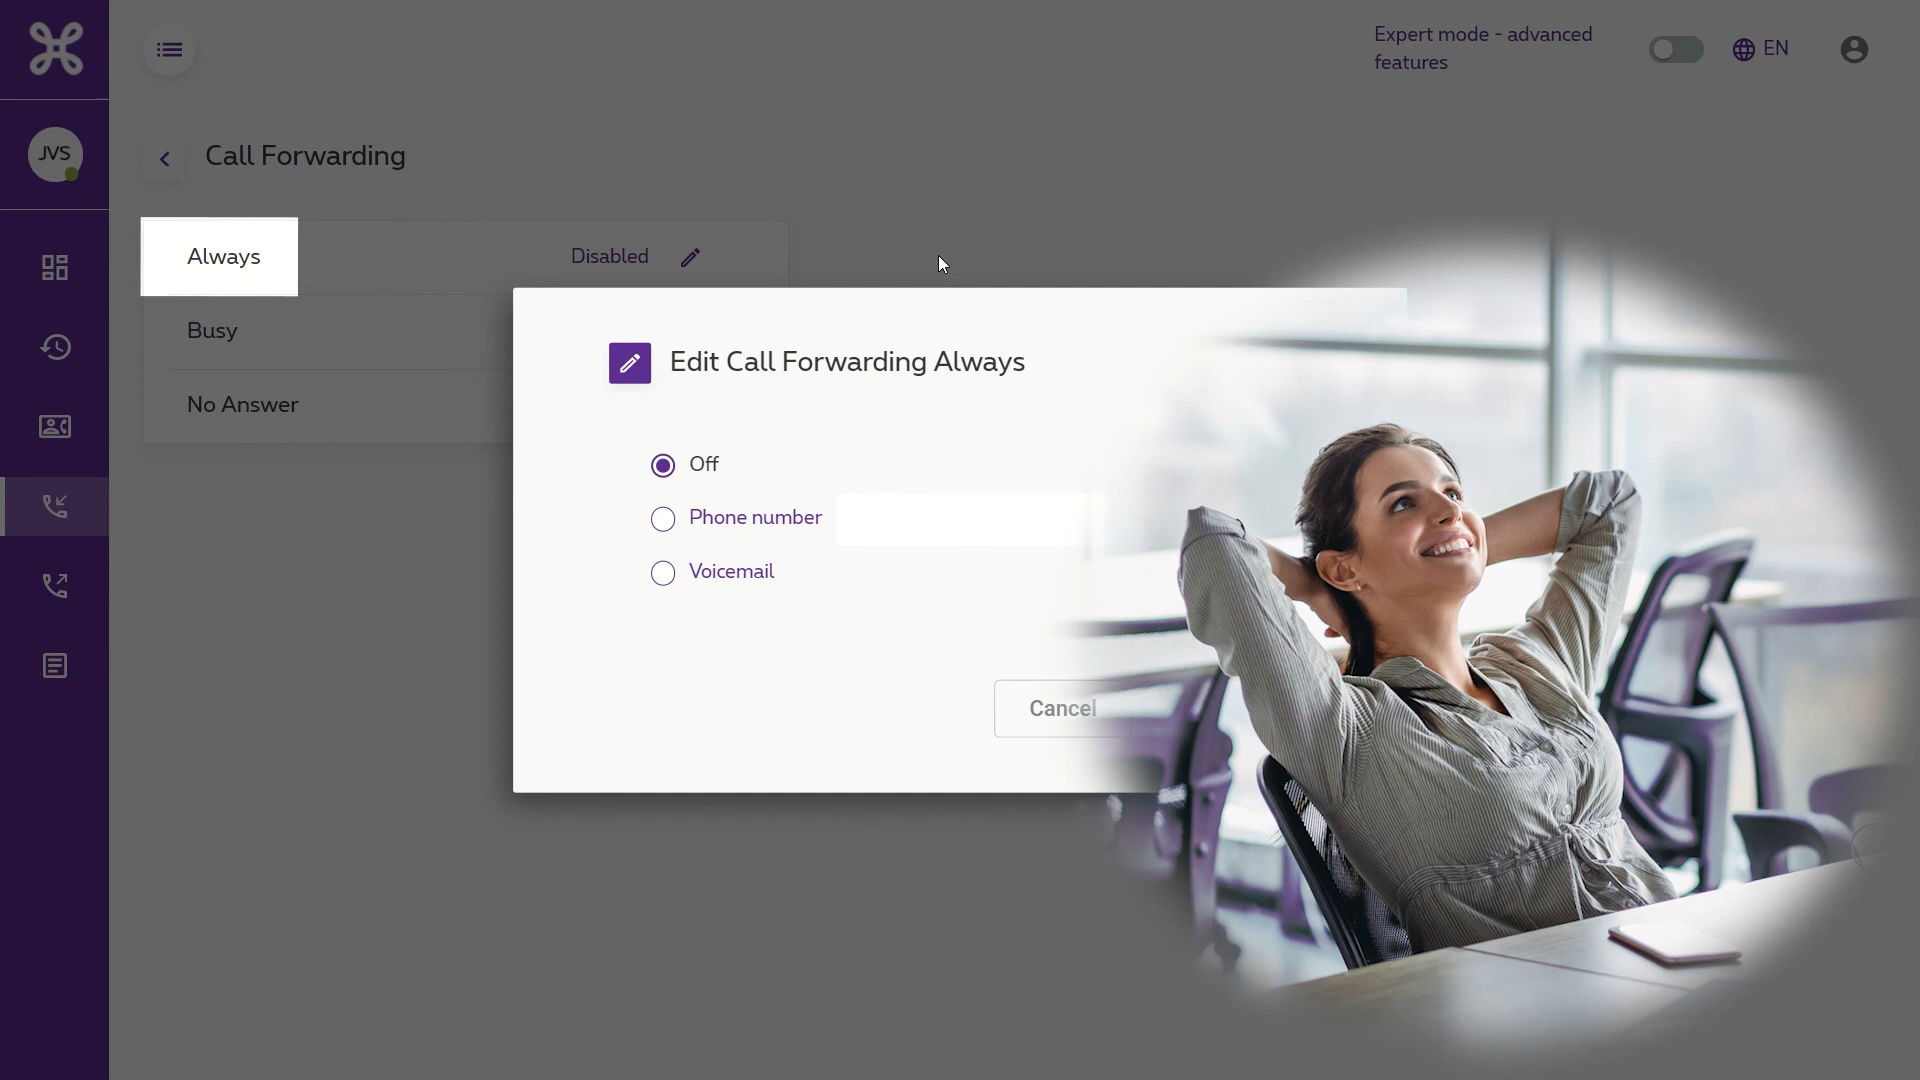 Expert mode - advanced
features
EN
JVS
Call Forwarding
Always
Disabled
Busy
No Answer
Edit Call Forwarding Always
Off
Phone number
Voicemail
Cancel